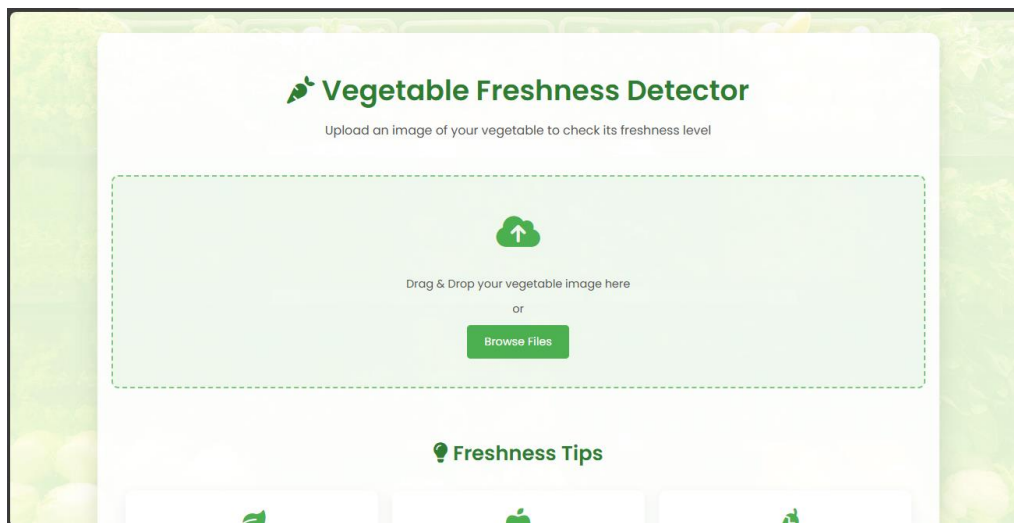 Vegetable Freshness Detector
Upload an image of your vegetable to check its freshness level
Drag & Drop your vegetable image here
or
Browse Files
Freshness Tips